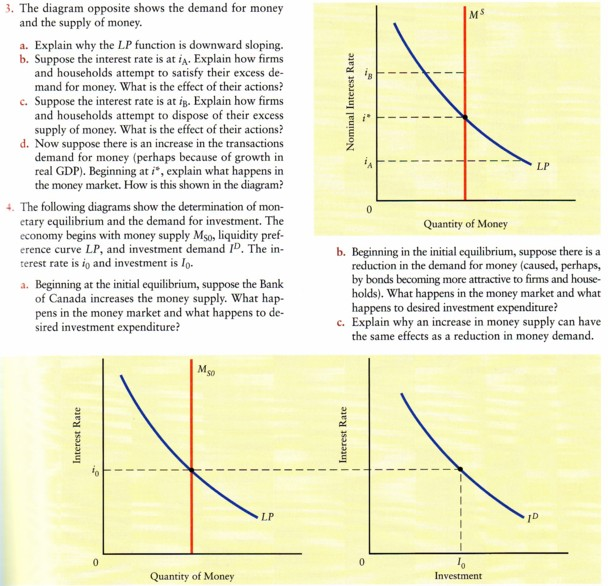 3. The diagram opposite shows the demand for money
and the supply of money.
a. Explain why the LP function is downward sloping.
b. Suppose the interest rate is at iA. Explain how firms
and households attempt to satisfy their excess de-
mand for money. What is the effect of their actions?
c. Suppose the interest rate is at iB. Explain how firms
and households attempt to dispose of their excess
supply of money. What is the effect of their actions?
d. Now suppose there is an increase in the transactions
demand for money (perhaps because of growth in
real GDP). Beginning at i*, explain what happens in
the money market. How is this shown in the diagram?
4. The following diagrams show the determination of mon-
etary equilibrium and the demand for investment. The
economy begins with money supply MS0, liquidity pref-
erence curve LP, and investment demand I^D. The in-
terest rate is i0 and investment is I0.
a. Beginning at the initial equilibrium, suppose the Bank
of Canada increases the money supply. What hap-
pens in the money market and what happens to de-
sired investment expenditure?
M^S
Nominal Interest Rate
iB
i*
iA
LP
0
Quantity of Money
b. Beginning in the initial equilibrium, suppose there is a
reduction in the demand for money (caused, perhaps,
by bonds becoming more attractive to firms and house-
holds). What happens in the money market and what
happens to desired investment expenditure?
c. Explain why an increase in money supply can have
the same effects as a reduction in money demand.
MS0
Interest Rate
i0
LP
0
Quantity of Money
Interest Rate
I^D
0
I0
Investment